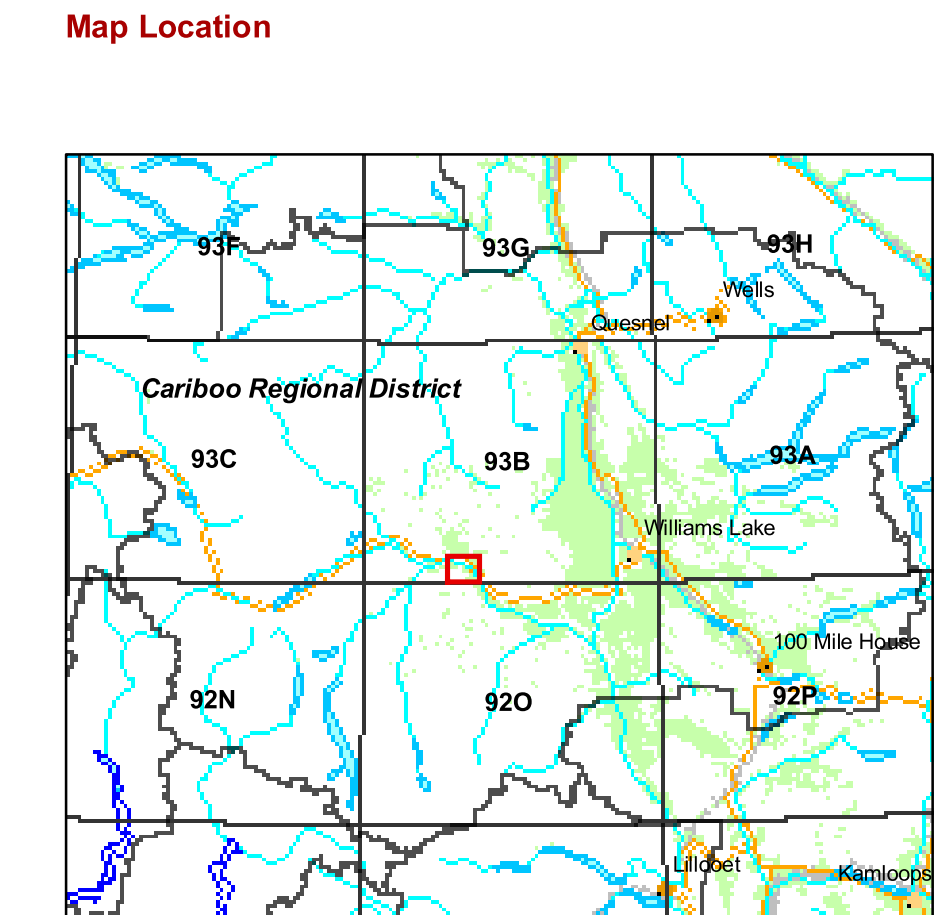 Map Location
93F
93G
93H
Wells
Quesnel
Cariboo Regional District
93C
93B
93A
Williams Lake
100 Mile House
92N
92O
92P
Lillooet
Kamloops